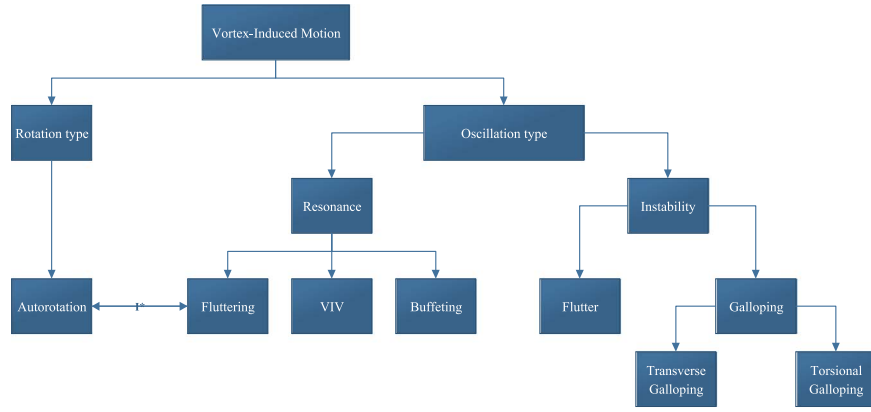 Vortex-Induced Motion
Rotation type
Oscillation type
Resonance
Instability
Autorotation
I*
Fluttering
VIV
Buffeting
Flutter
Galloping
Transverse
Galloping
Torsional
Galloping